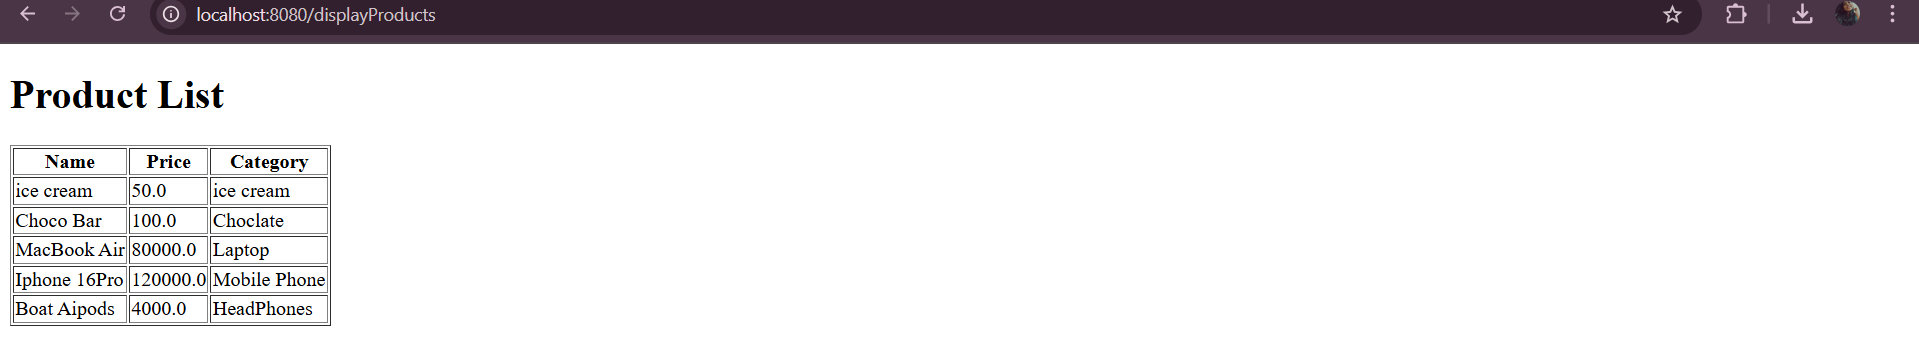 localhost:8080/displayProducts
Product List
Name Price Category
ice cream 50.0 ice cream
Choco Bar 100.0 Choclate
MacBook Air 80000.0 Laptop
Iphone 16Pro 120000.0 Mobile Phone
Boat Aipods 4000.0 HeadPhones